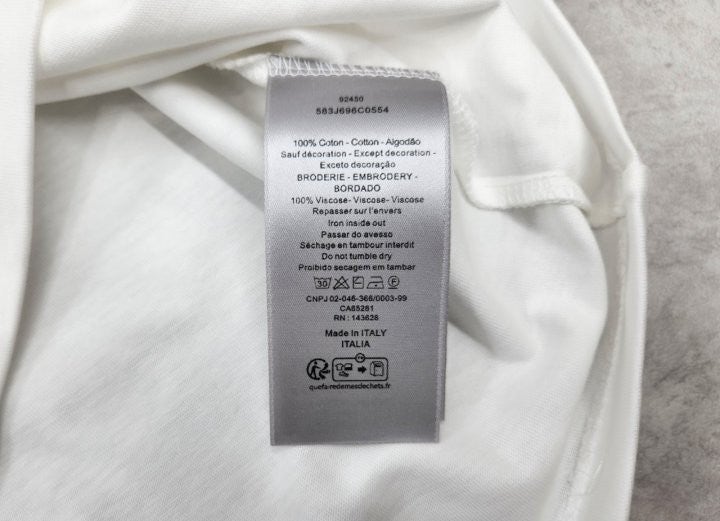 92450
583J696C0554
100% Coton - Cotton - Algodão
Sauf décoration - Except decoration -
Exceto decoração
BRODERIE - EMBRODERY -
BORDADO
100% Viscose- Viscose- Viscose
Repasser sur l'envers
Iron inside out
Passar do avesso
Séchage en tambour interdit
Do not tumble dry
Proibido secagem em tambar
30 P
CNPJ 02-046-366/0003-99
CA65281
RN : 143628
Made in ITALY
ITALIA
quefairedemesdechets.fr